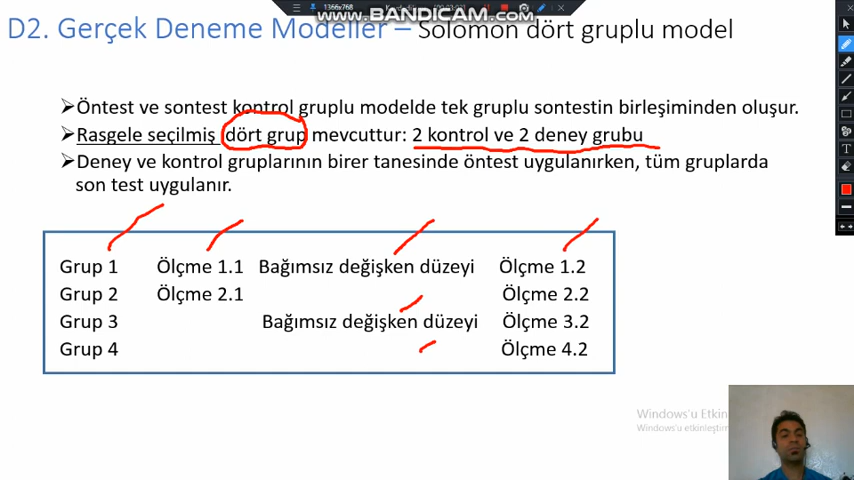 1366x768
www.BANDICAM.com
D2. Gerçek Deneme Modeller – Solomon dört gruplu model
➢Öntest ve sontest kontrol gruplu modelde tek gruplu sontestin birleşiminden oluşur.
➢Rasgele seçilmiş dört grup mevcuttur: 2 kontrol ve 2 deney grubu
➢Deney ve kontrol gruplarının birer tanesinde öntest uygulanırken, tüm gruplarda
son test uygulanır.
Grup 1 Ölçme 1.1 Bağımsız değişken düzeyi Ölçme 1.2
Grup 2 Ölçme 2.1 Ölçme 2.2
Grup 3 Bağımsız değişken düzeyi Ölçme 3.2
Grup 4 Ölçme 4.2
Windows'u Etkin
Windows'u etkinleştir